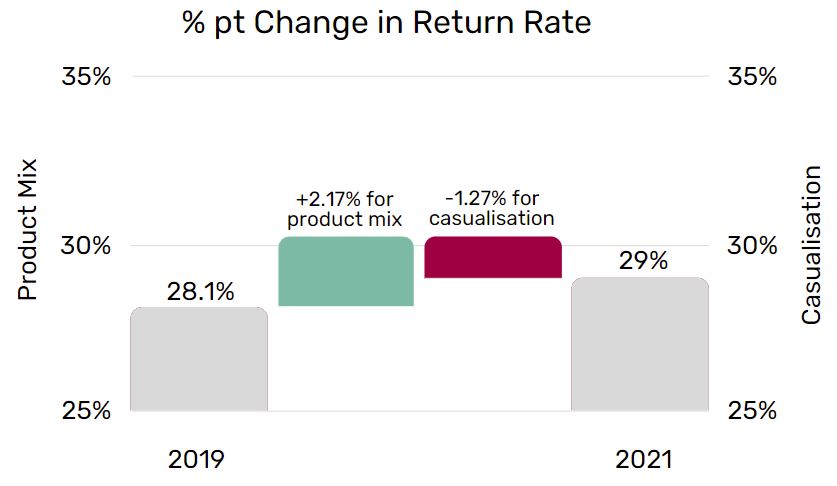 % pt Change in Return Rate
35%
35%
Product Mix
Casualisation
+2.17% for
product mix
-1.27% for
casualisation
30%
30%
28.1%
29%
25%
25%
2019
2021